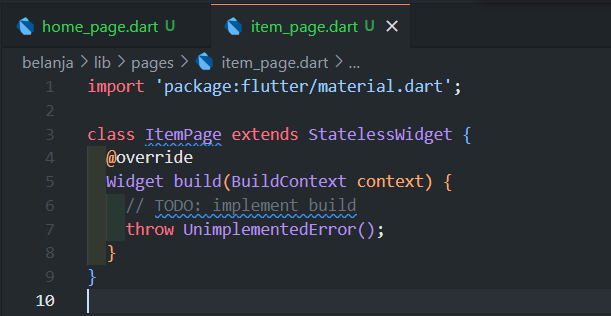 home_page.dart U item_page.dart U ×
belanja > lib > pages > item_page.dart > ...
1 import 'package:flutter/material.dart';
2
3 class ItemPage extends StatelessWidget {
4 @override
5 Widget build(BuildContext context) {
6 // TODO: implement build
7 throw UnimplementedError();
8 }
9 }
10